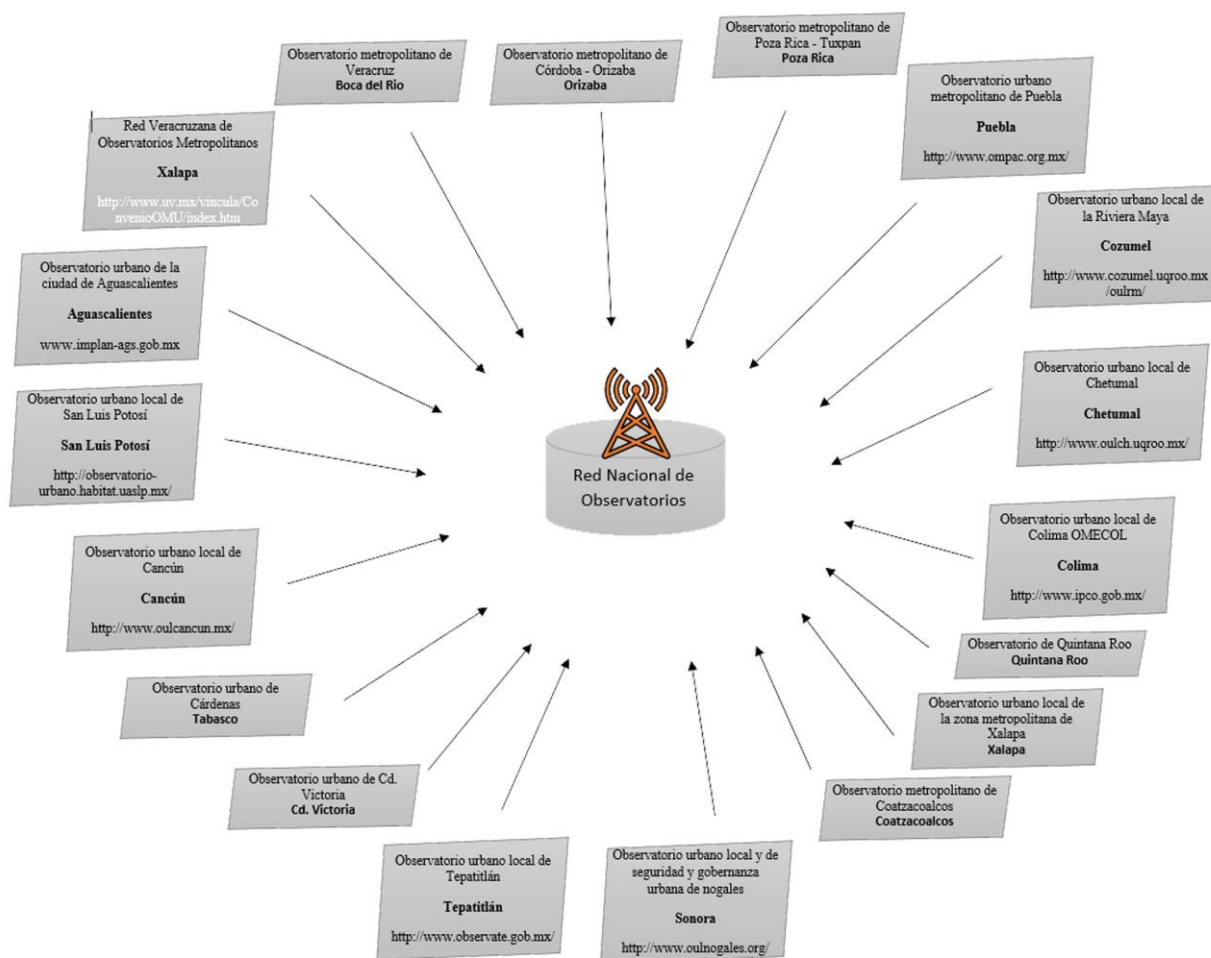 Observatorio metropolitano de
Veracruz
Boca del Rio
Observatorio metropolitano de
Córdoba - Orizaba
Orizaba
Observatorio metropolitano de
Poza Rica - Tuxpan
Poza Rica
Observatorio urbano
metropolitano de Puebla
Puebla
http://www.ompac.org.mx/
Red Veracruzana de
Observatorios Metropolitanos
Xalapa
http://www.uv.mx/vincula/Co
nvenioOMU/index.htm
Observatorio urbano local de
la Riviera Maya
Cozumel
http://www.cozumel.uqroo.mx
/oulrm/
Observatorio urbano de la
ciudad de Aguascalientes
Aguascalientes
www.implan-ags.gob.mx
Observatorio urbano local de
Chetumal
Chetumal
http://www.oulch.uqroo.mx/
Observatorio urbano local de
San Luis Potosí
San Luis Potosí
http://observatorio-
urbano.habitat.uaslp.mx/
Red Nacional de
Observatorios
Observatorio urbano local de
Colima OMECOL
Colima
http://www.ipco.gob.mx/
Observatorio urbano local de
Cancún
Cancún
http://www.oulcancun.mx/
Observatorio de Quintana Roo
Quintana Roo
Observatorio urbano de
Cárdenas
Tabasco
Observatorio urbano local de
la zona metropolitana de
Xalapa
Xalapa
Observatorio urbano de Cd.
Victoria
Cd. Victoria
Observatorio metropolitano de
Coatzacoalcos
Coatzacoalcos
Observatorio urbano local de
Tepatitlán
Tepatitlán
http://www.observate.gob.mx/
Observatorio urbano local y de
seguridad y gobernanza
urbana de nogales
Sonora
http://www.oulnogales.org/